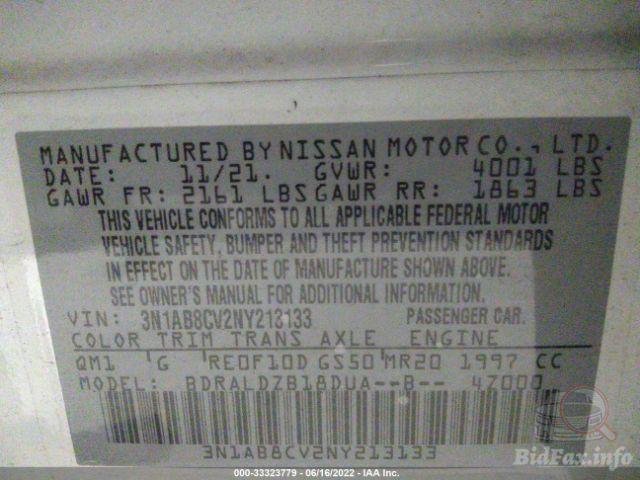 MANUFACTURED BY NISSAN MOTOR CO., LTD.
DATE: 11/21. GVWR: 4001 LBS
GAWR FR: 2161 LBS GAWR RR: 1863 LBS
THIS VEHICLE CONFORMS TO ALL APPLICABLE FEDERAL MOTOR
VEHICLE SAFETY, BUMPER AND THEFT PREVENTION STANDARDS
IN EFFECT ON THE DATE OF MANUFACTURE SHOWN ABOVE.
SEE OWNER'S MANUAL FOR ADDITIONAL INFORMATION.
VIN: 3N1AB8CV2NY213133 PASSENGER CAR.
COLOR TRIM TRANS AXLE ENGINE
QM1 G RE0F10D GS50 MR20 1997 CC
MODEL: BDRALDZB18DUA--B-- 4Z000
3N1AB8CV2NY213133
BidFax.info
000-33323779 - 06/16/2022 - IAA Inc.